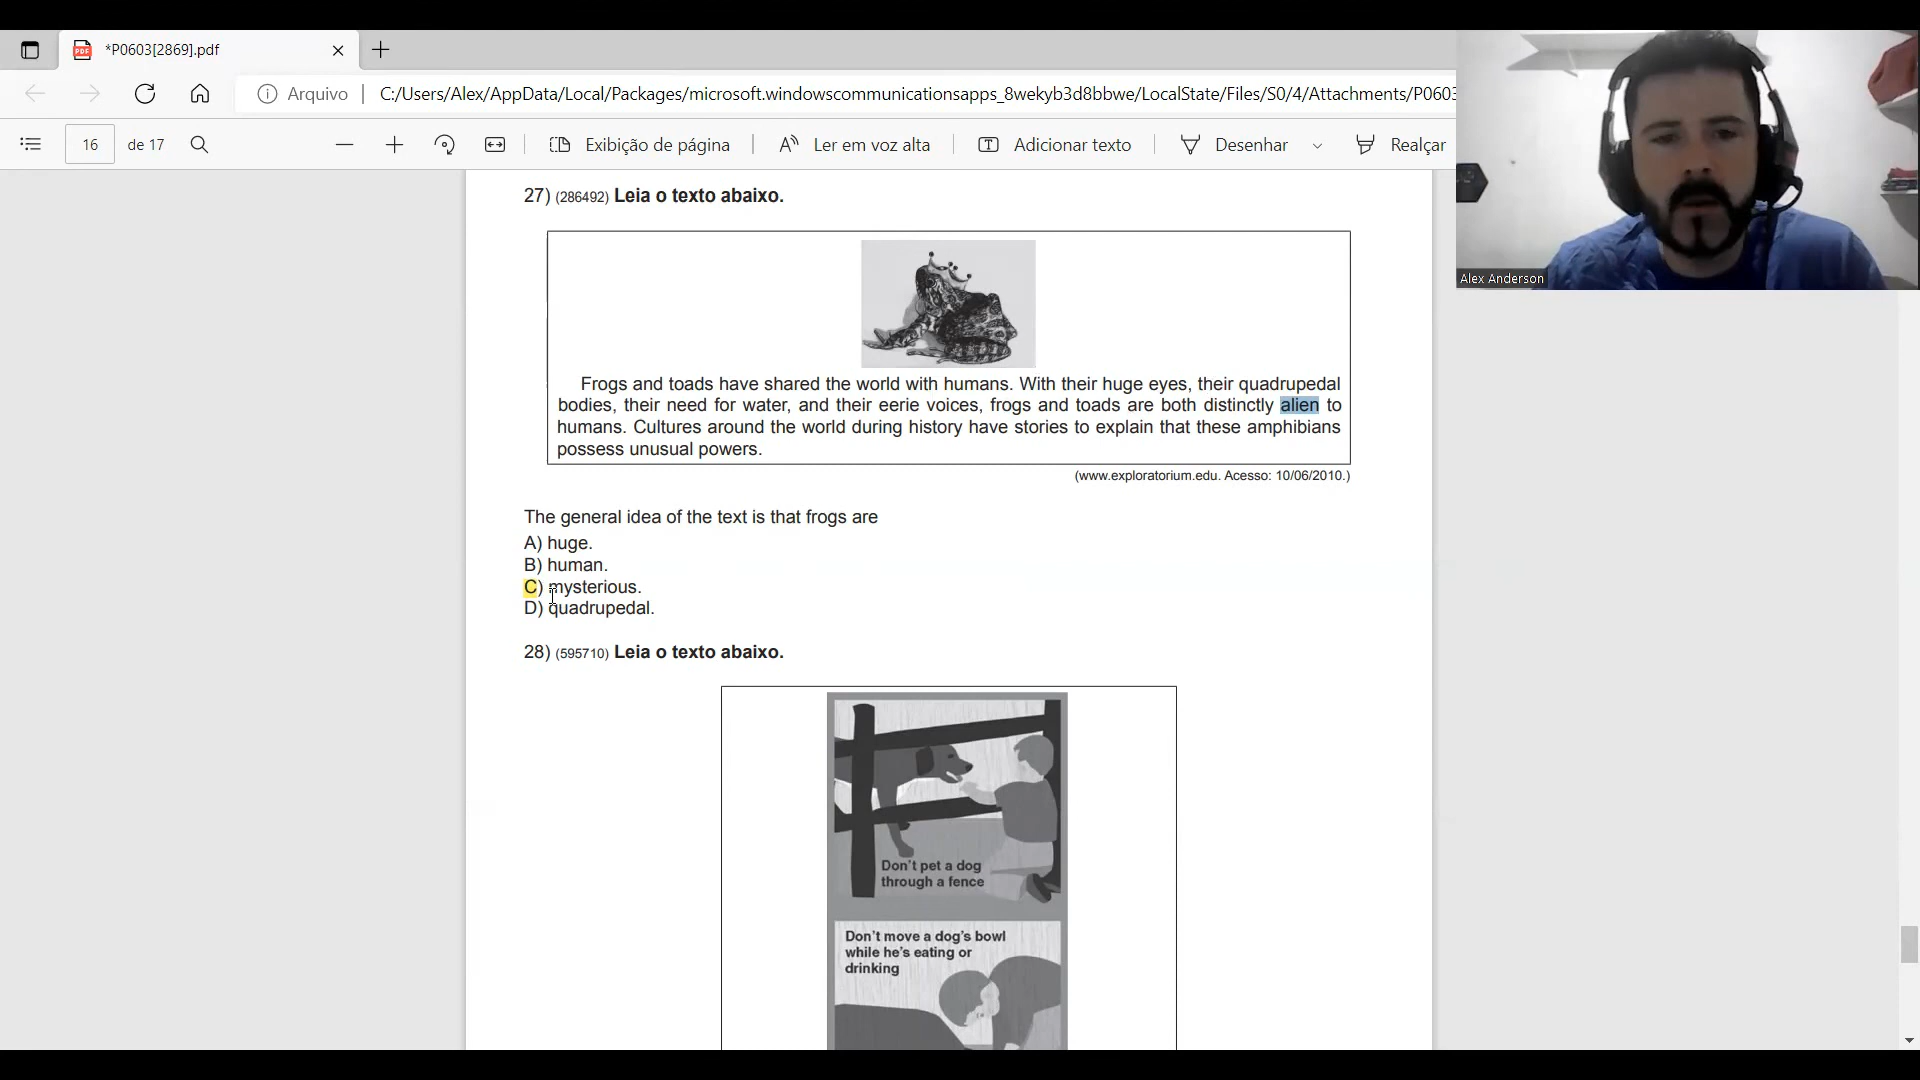 *P0603[2869].pdf
Arquivo
C:/Users/Alex/AppData/Local/Packages/microsoft.windowscommunicationsapps_8wekyb3d8bbwe/LocalState/Files/S0/4/Attachments/P0603
16 de 17
Exibição de página
Ler em voz alta
Adicionar texto
Desenhar
Realçar
Alex Anderson
27) (286492) Leia o texto abaixo.
Frogs and toads have shared the world with humans. With their huge eyes, their quadrupedal
bodies, their need for water, and their eerie voices, frogs and toads are both distinctly alien to
humans. Cultures around the world during history have stories to explain that these amphibians
possess unusual powers.
(www.exploratorium.edu. Acesso: 10/06/2010.)
The general idea of the text is that frogs are
A) huge.
B) human.
C) mysterious.
D) quadrupedal.
28) (595710) Leia o texto abaixo.
Don't pet a dog
through a fence
Don't move a dog's bowl
while he's eating or
drinking